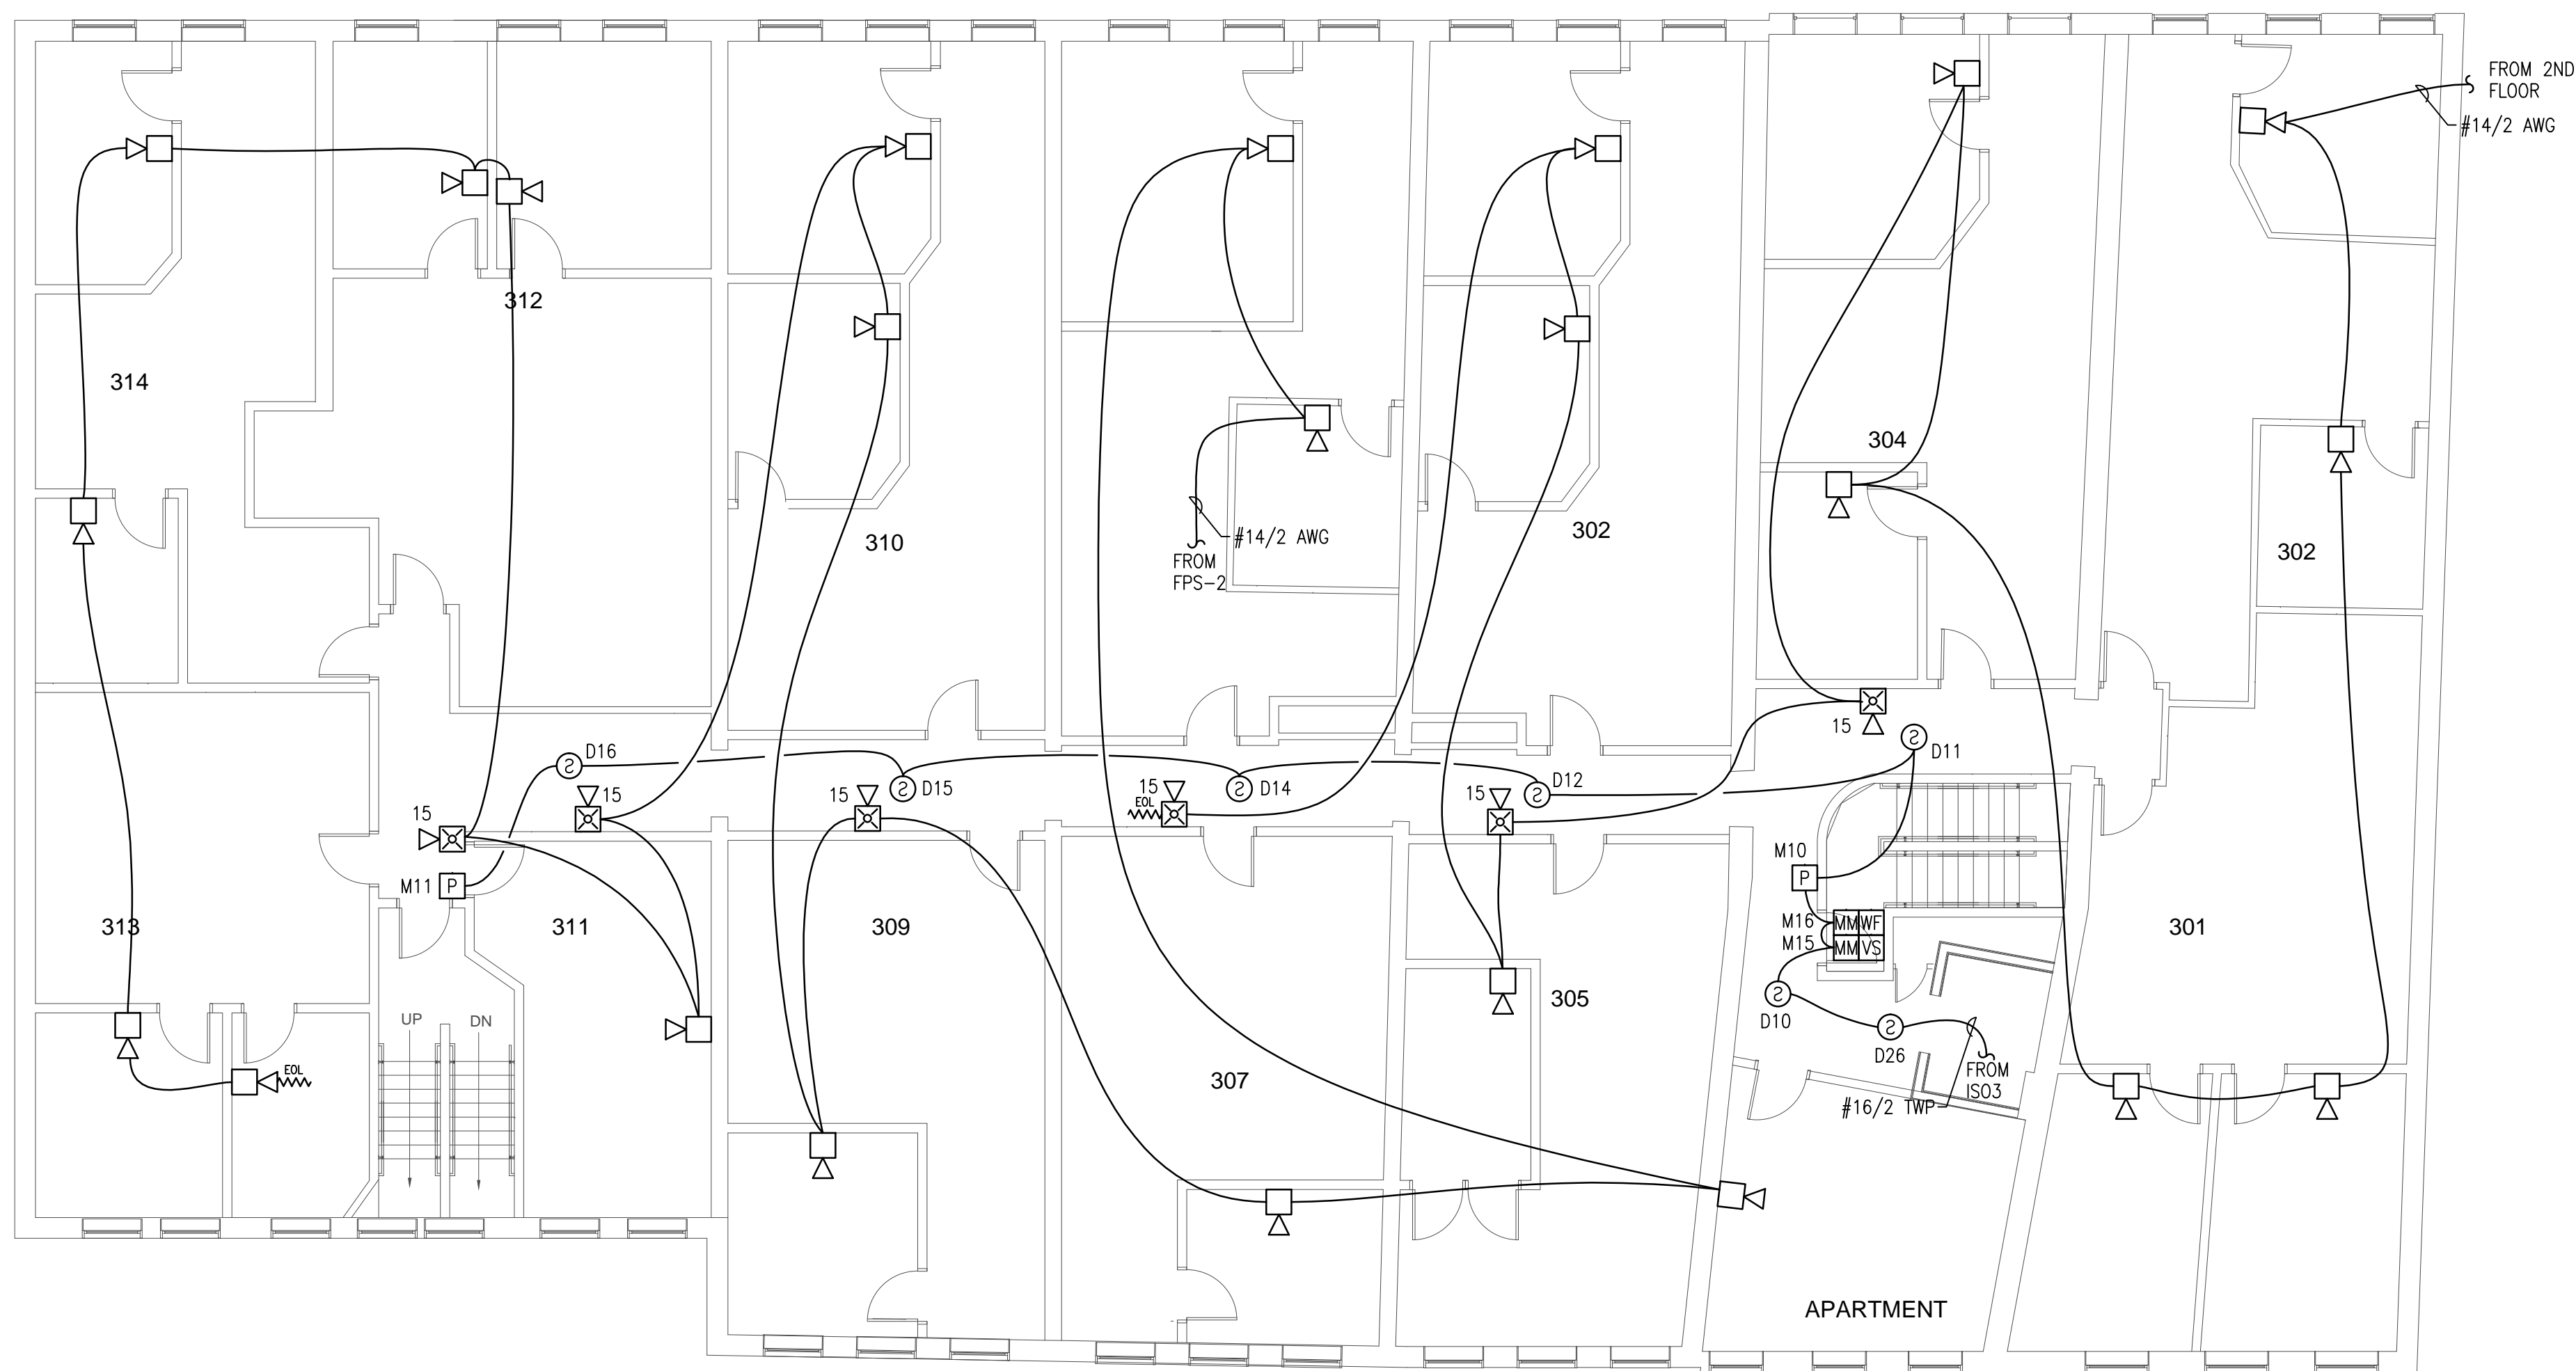 FROM 2ND
FLOOR
#14/2 AWG
312
314
304
310
#14/2 AWG
302
302
FROM
FPS-2
15
D16
D11
D15
D14
D12
15
15
15
EOL
15
15
M10
P
M11
P
313
311
309
M16
MM
WF
M15
MM
VS
301
305
D10
UP
DN
D26
FROM
IS03
EOL
307
#16/2 TWP
APARTMENT
S
S
S
S
S
S
S